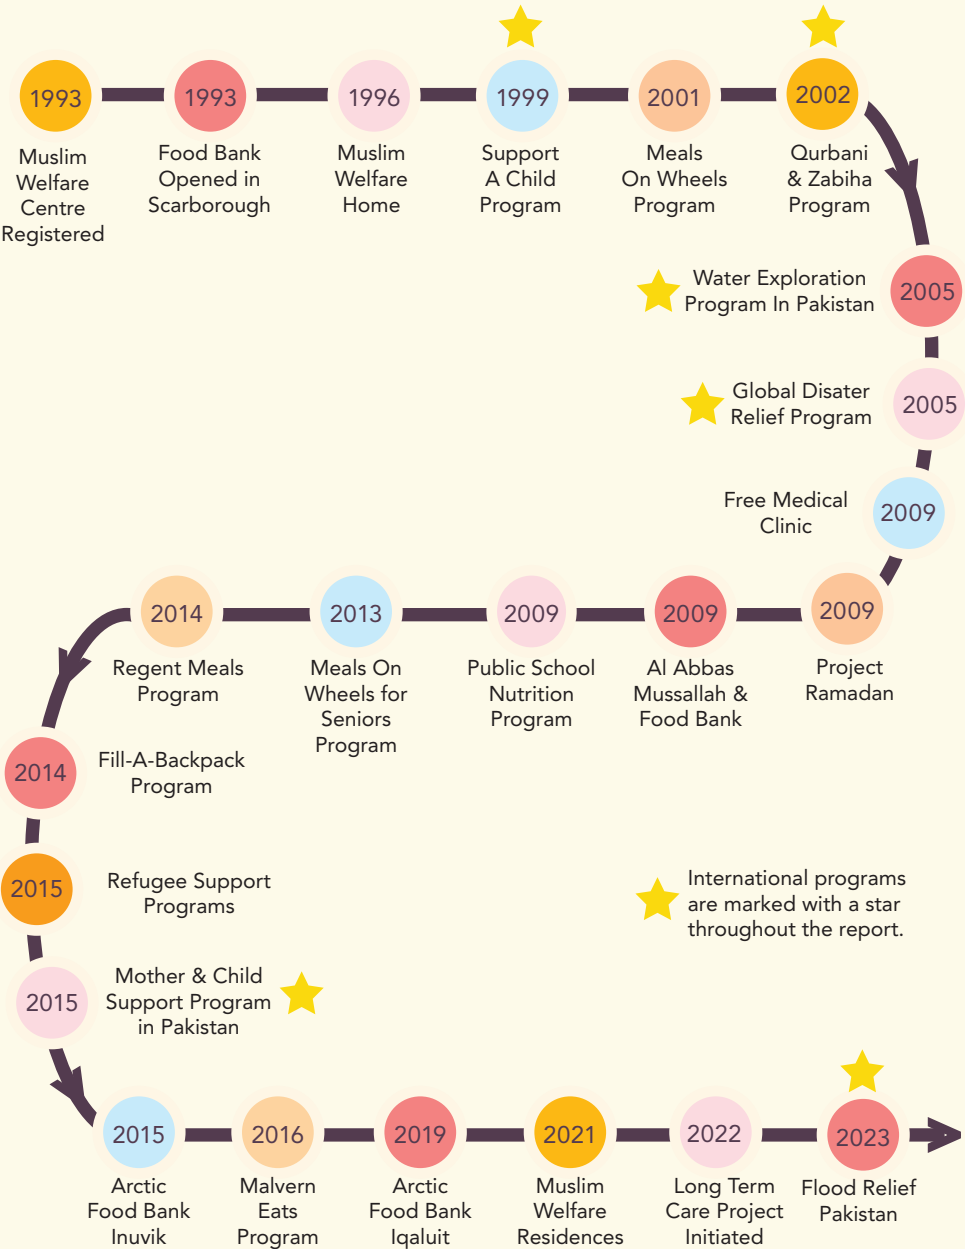 1993
Muslim
Welfare
Centre
Registered
1993
Food Bank
Opened in
Scarborough
1996
Muslim
Welfare
Home
1999
Support
A Child
Program
2001
Meals
On Wheels
Program
2002
Qurbani
& Zabiha
Program
2005
Water Exploration
Program In Pakistan
2005
Global Disater
Relief Program
2009
Free Medical
Clinic
2009
Project
Ramadan
2009
Al Abbas
Mussallah &
Food Bank
2009
Public School
Nutrition
Program
2013
Meals On
Wheels for
Seniors
Program
2014
Regent Meals
Program
2014
Fill-A-Backpack
Program
2015
Refugee Support
Programs
International programs
are marked with a star
throughout the report.
2015
Mother & Child
Support Program
in Pakistan
2015
Arctic
Food Bank
Inuvik
2016
Malvern
Eats
Program
2019
Arctic
Food Bank
Iqaluit
2021
Muslim
Welfare
Residences
2022
Long Term
Care Project
Initiated
2023
Flood Relief
Pakistan